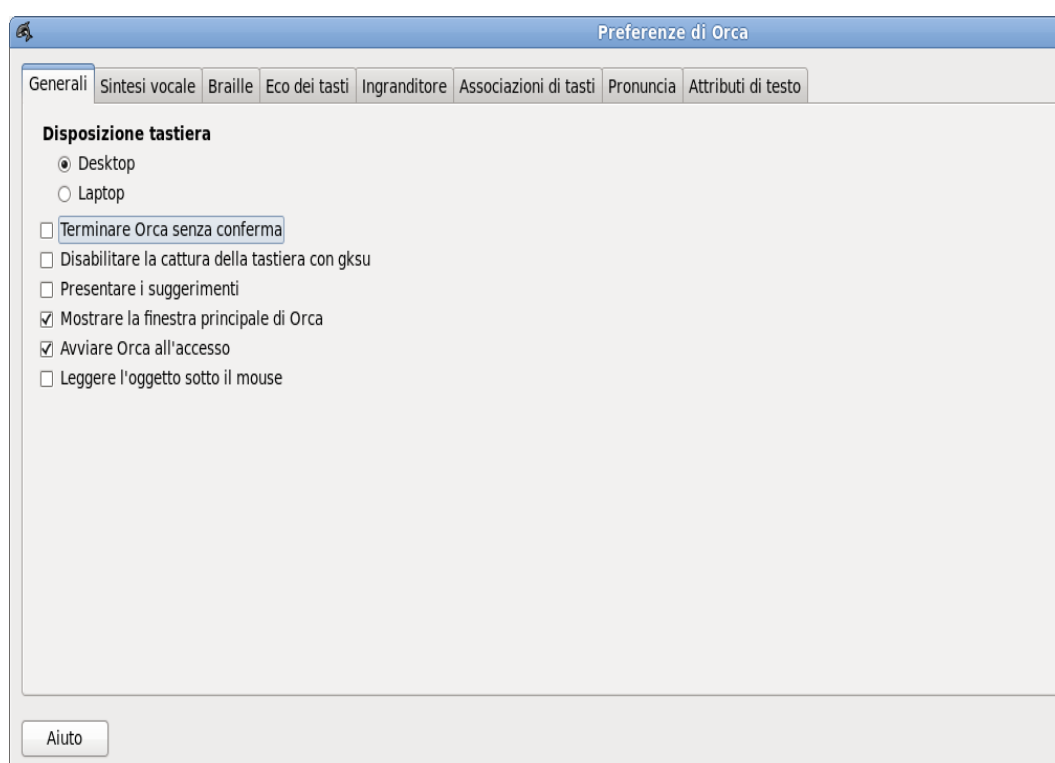 Preferenze di Orca
Generali Sintesi vocale Braille Eco dei tasti Ingranditore Associazioni di tasti Pronuncia Attributi di testo
Disposizione tastiera
Desktop
Laptop
Terminare Orca senza conferma
Disabilitare la cattura della tastiera con gksu
Presentare i suggerimenti
Mostrare la finestra principale di Orca
Avviare Orca all'accesso
Leggere l'oggetto sotto il mouse
Aiuto